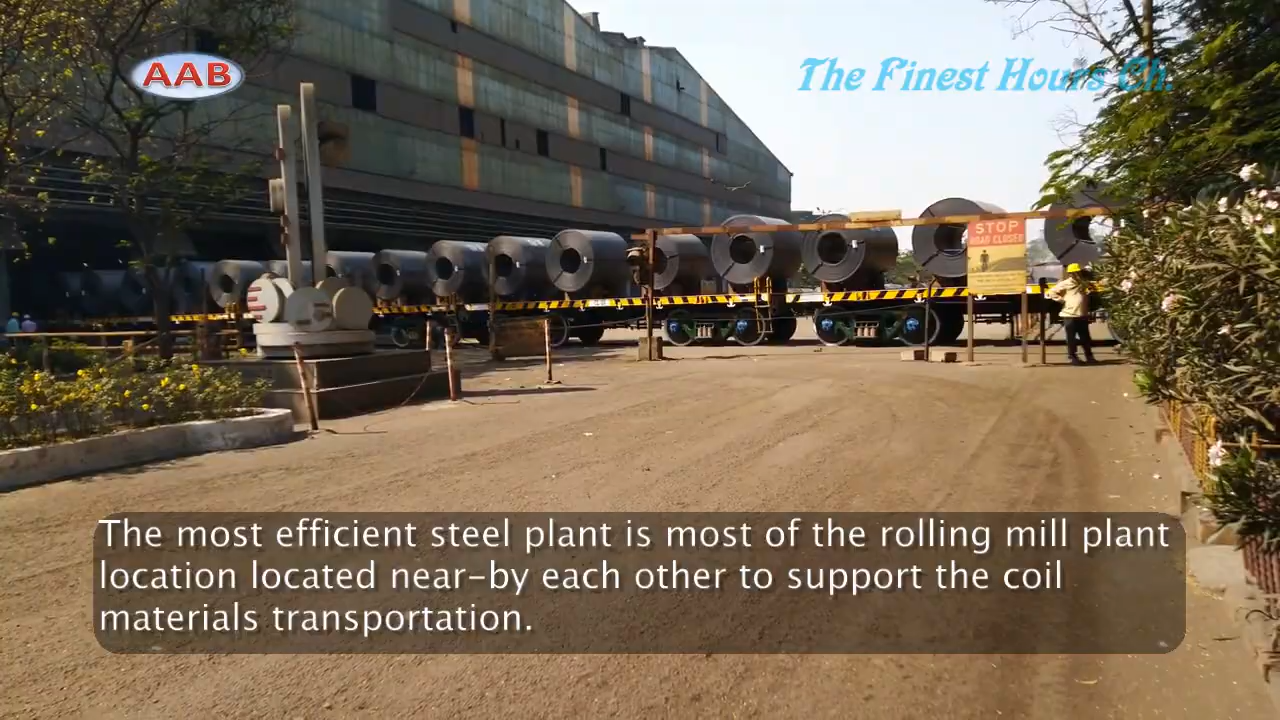 AAB
The Finest Hours Ch.
STOP
ROAD CLOSED
The most efficient steel plant is most of the rolling mill plant
location located near-by each other to support the coil
materials transportation.